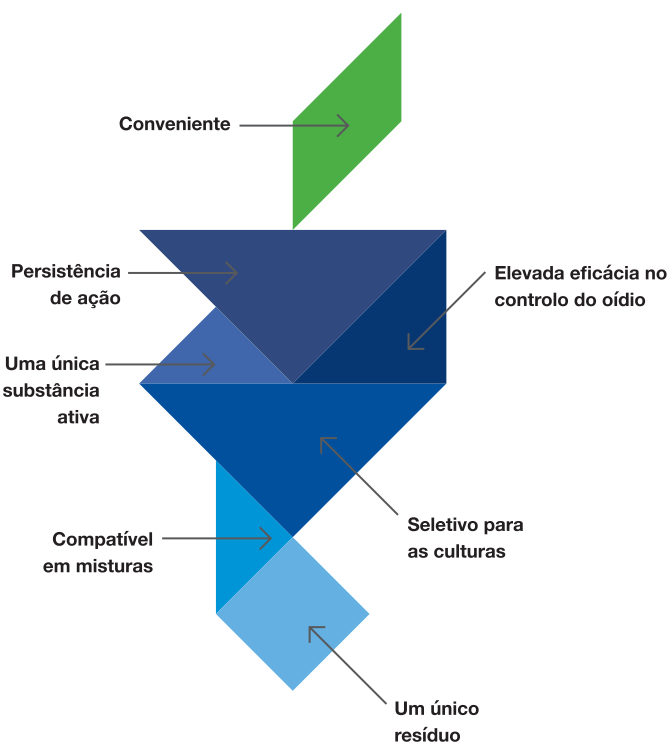 Conveniente
Persistência
de ação
Elevada eficácia no
controlo do oídio
Uma única
substância
ativa
Seletivo para
as culturas
Compatível
em misturas
Um único
resíduo